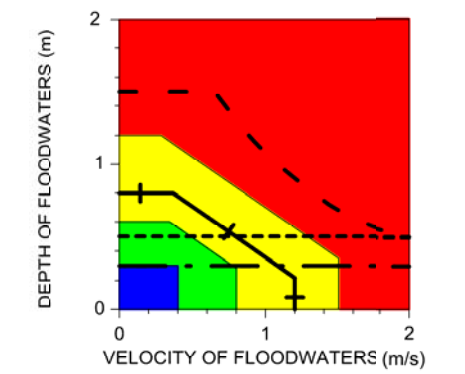 2
1
0
DEPTH OF FLOODWATERS (m)
0 1 2
VELOCITY OF FLOODWATERS (m/s)